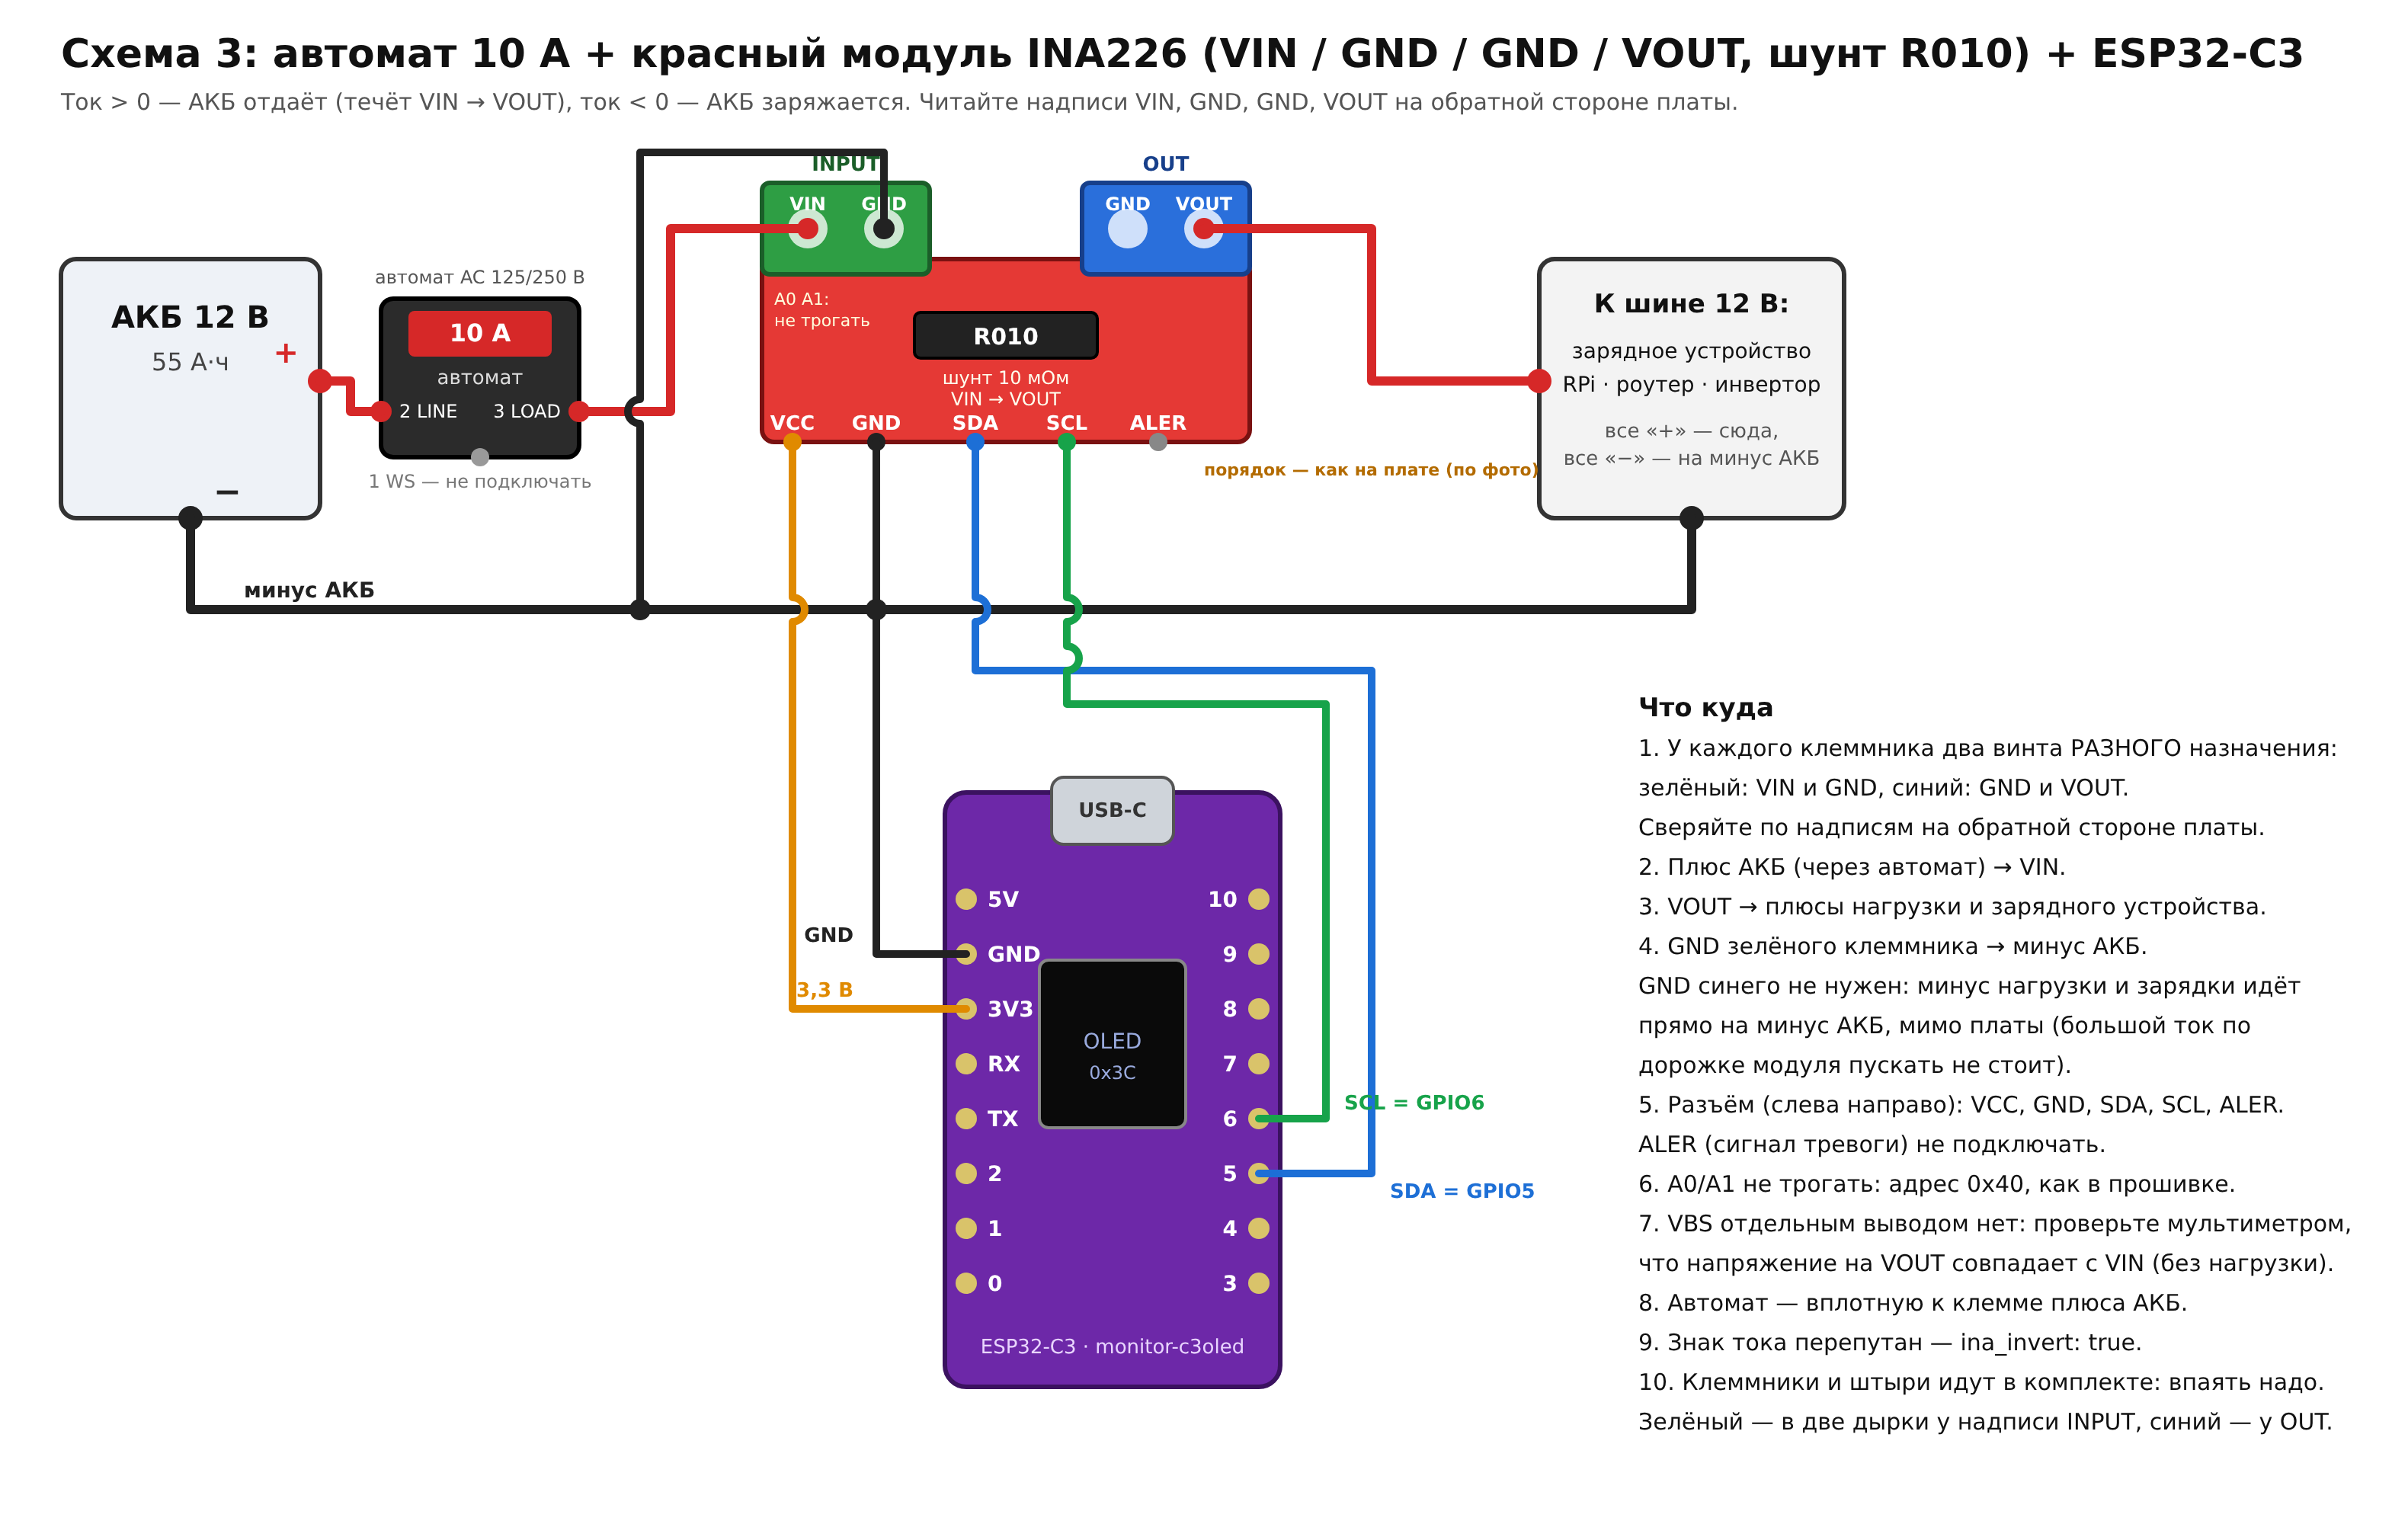 Схема 3: автомат 10 А + красный модуль INA226 (VIN / GND / GND / VOUT, шунт R010) + ESP32-C3
Ток > 0 — АКБ отдаёт (течёт VIN → VOUT), ток < 0 — АКБ заряжается. Читайте надписи VIN, GND, GND, VOUT на обратной стороне платы.
INPUT
OUT
VIN GND
GND VOUT
АКБ 12 В
55 А·ч
+
−
автомат AC 125/250 В
10 А
автомат
2 LINE 3 LOAD
1 WS — не подключать
A0 A1:
не трогать
R010
шунт 10 мОм
VIN → VOUT
VCC GND SDA SCL ALER
порядок — как на плате (по фото)
К шине 12 В:
зарядное устройство
RPi · роутер · инвертор
все «+» — сюда,
все «−» — на минус АКБ
минус АКБ
USB-C
5V 10
GND
GND 9
3,3 В
3V3 8
OLED
0x3C
RX 7
TX 6
SCL = GPIO6
2 5
SDA = GPIO5
1 4
0 3
ESP32-C3 · monitor-c3oled
Что куда
1. У каждого клеммника два винта РАЗНОГО назначения:
зелёный: VIN и GND, синий: GND и VOUT.
Сверяйте по надписям на обратной стороне платы.
2. Плюс АКБ (через автомат) → VIN.
3. VOUT → плюсы нагрузки и зарядного устройства.
4. GND зелёного клеммника → минус АКБ.
GND синего не нужен: минус нагрузки и зарядки идёт
прямо на минус АКБ, мимо платы (большой ток по
дорожке модуля пускать не стоит).
5. Разъём (слева направо): VCC, GND, SDA, SCL, ALER.
ALER (сигнал тревоги) не подключать.
6. A0/A1 не трогать: адрес 0x40, как в прошивке.
7. VBS отдельным выводом нет: проверьте мультиметром,
что напряжение на VOUT совпадает с VIN (без нагрузки).
8. Автомат — вплотную к клемме плюса АКБ.
9. Знак тока перепутан — ina_invert: true.
10. Клеммники и штыри идут в комплекте: впаять надо.
Зелёный — в две дырки у надписи INPUT, синий — у OUT.